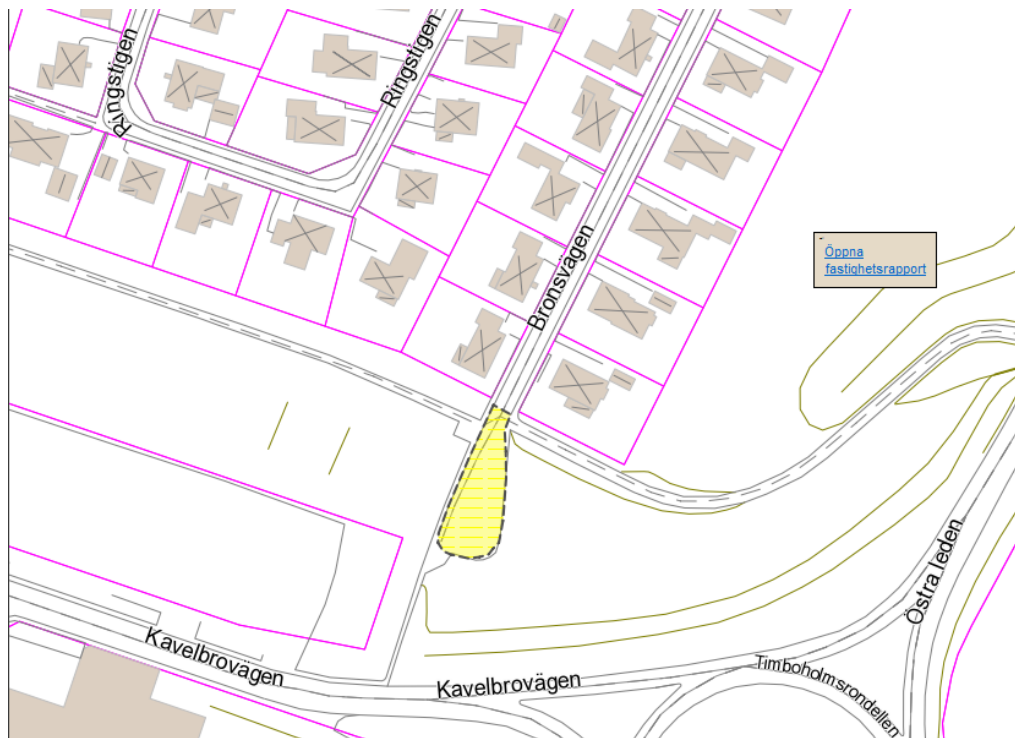 Ringstigen
Ringstigen
Bronsvägen
-
Öppna
fastighetsrapport
Östra leden
Kavelbrovägen
Kavelbrovägen
Timboholmsrondellen